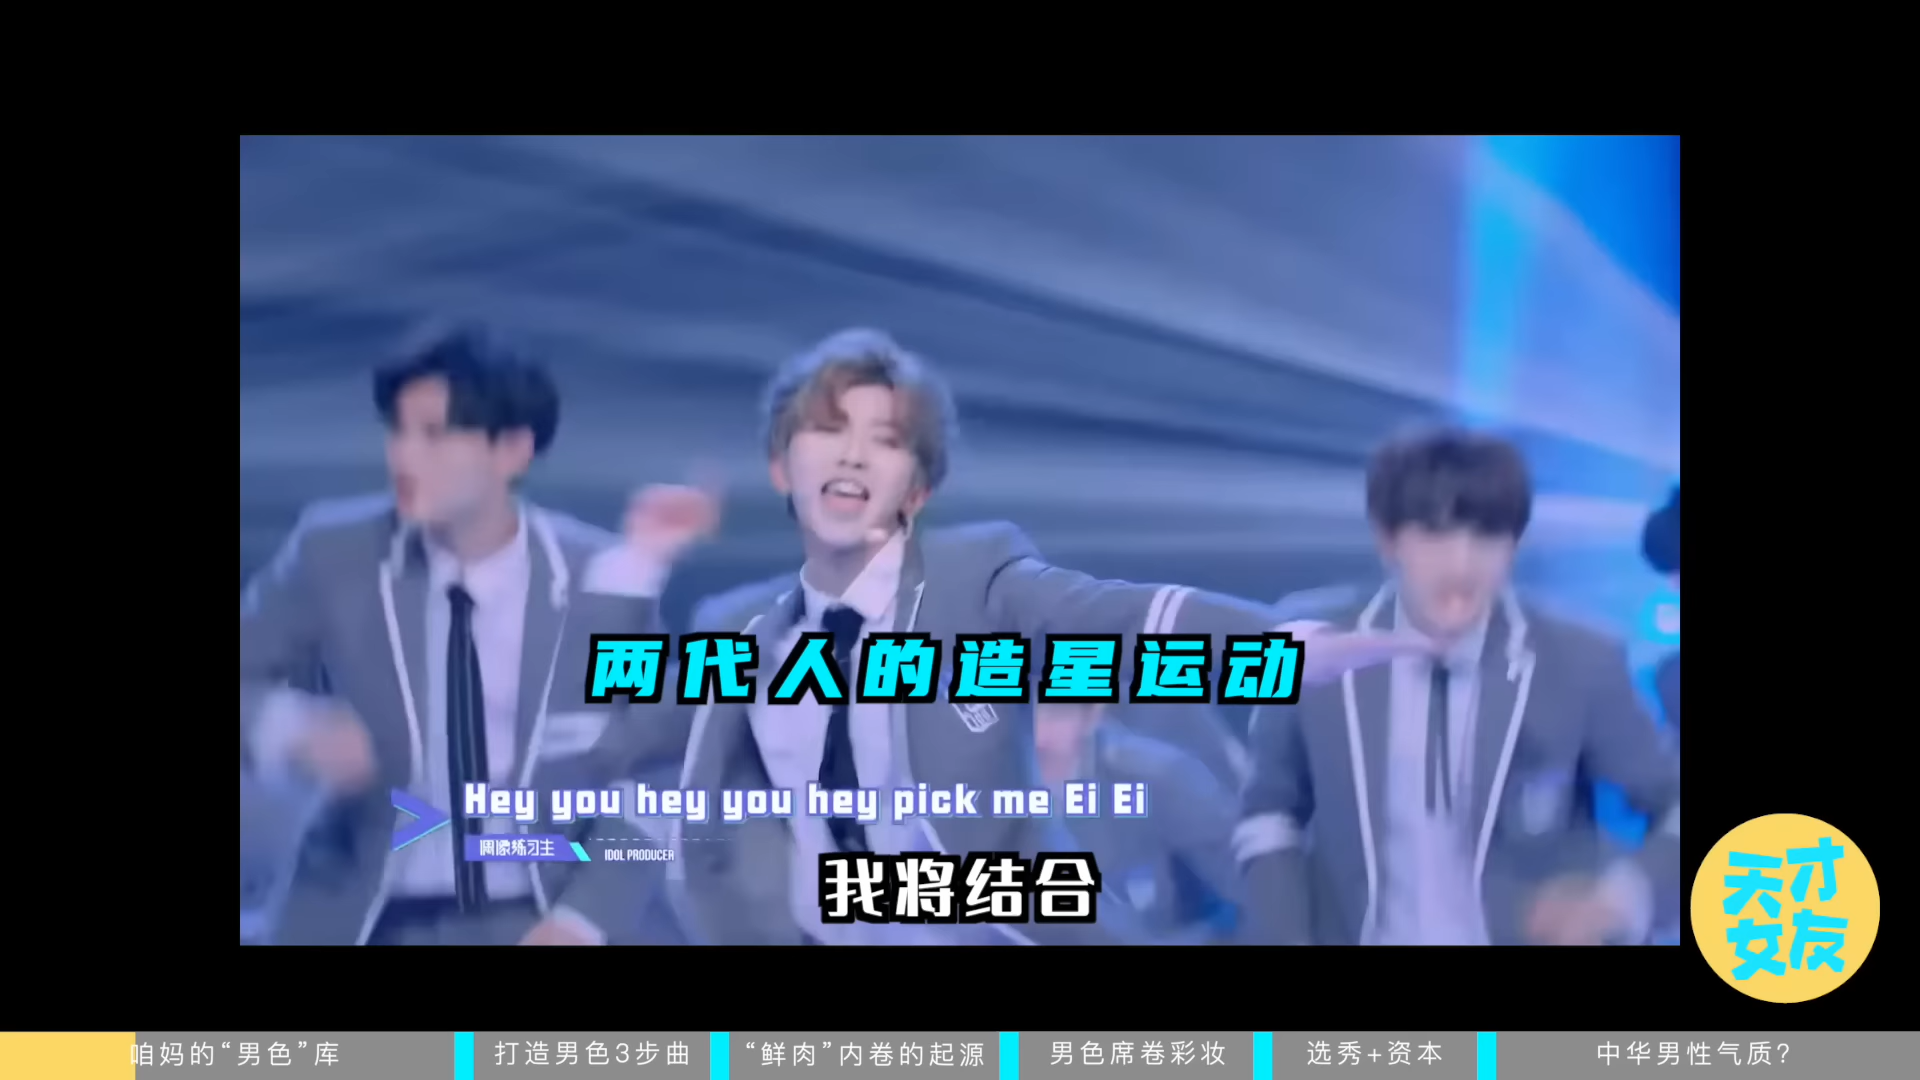 两代人的造星运动
Hey you hey you hey pick me Ei Ei
偶像练习生
IDOL PRODUCER
我将结合
天才
女友
咱妈的“男色”库
打造男色3步曲
“鲜肉”内卷的起源
男色席卷彩妆
选秀+资本
中华男性气质？